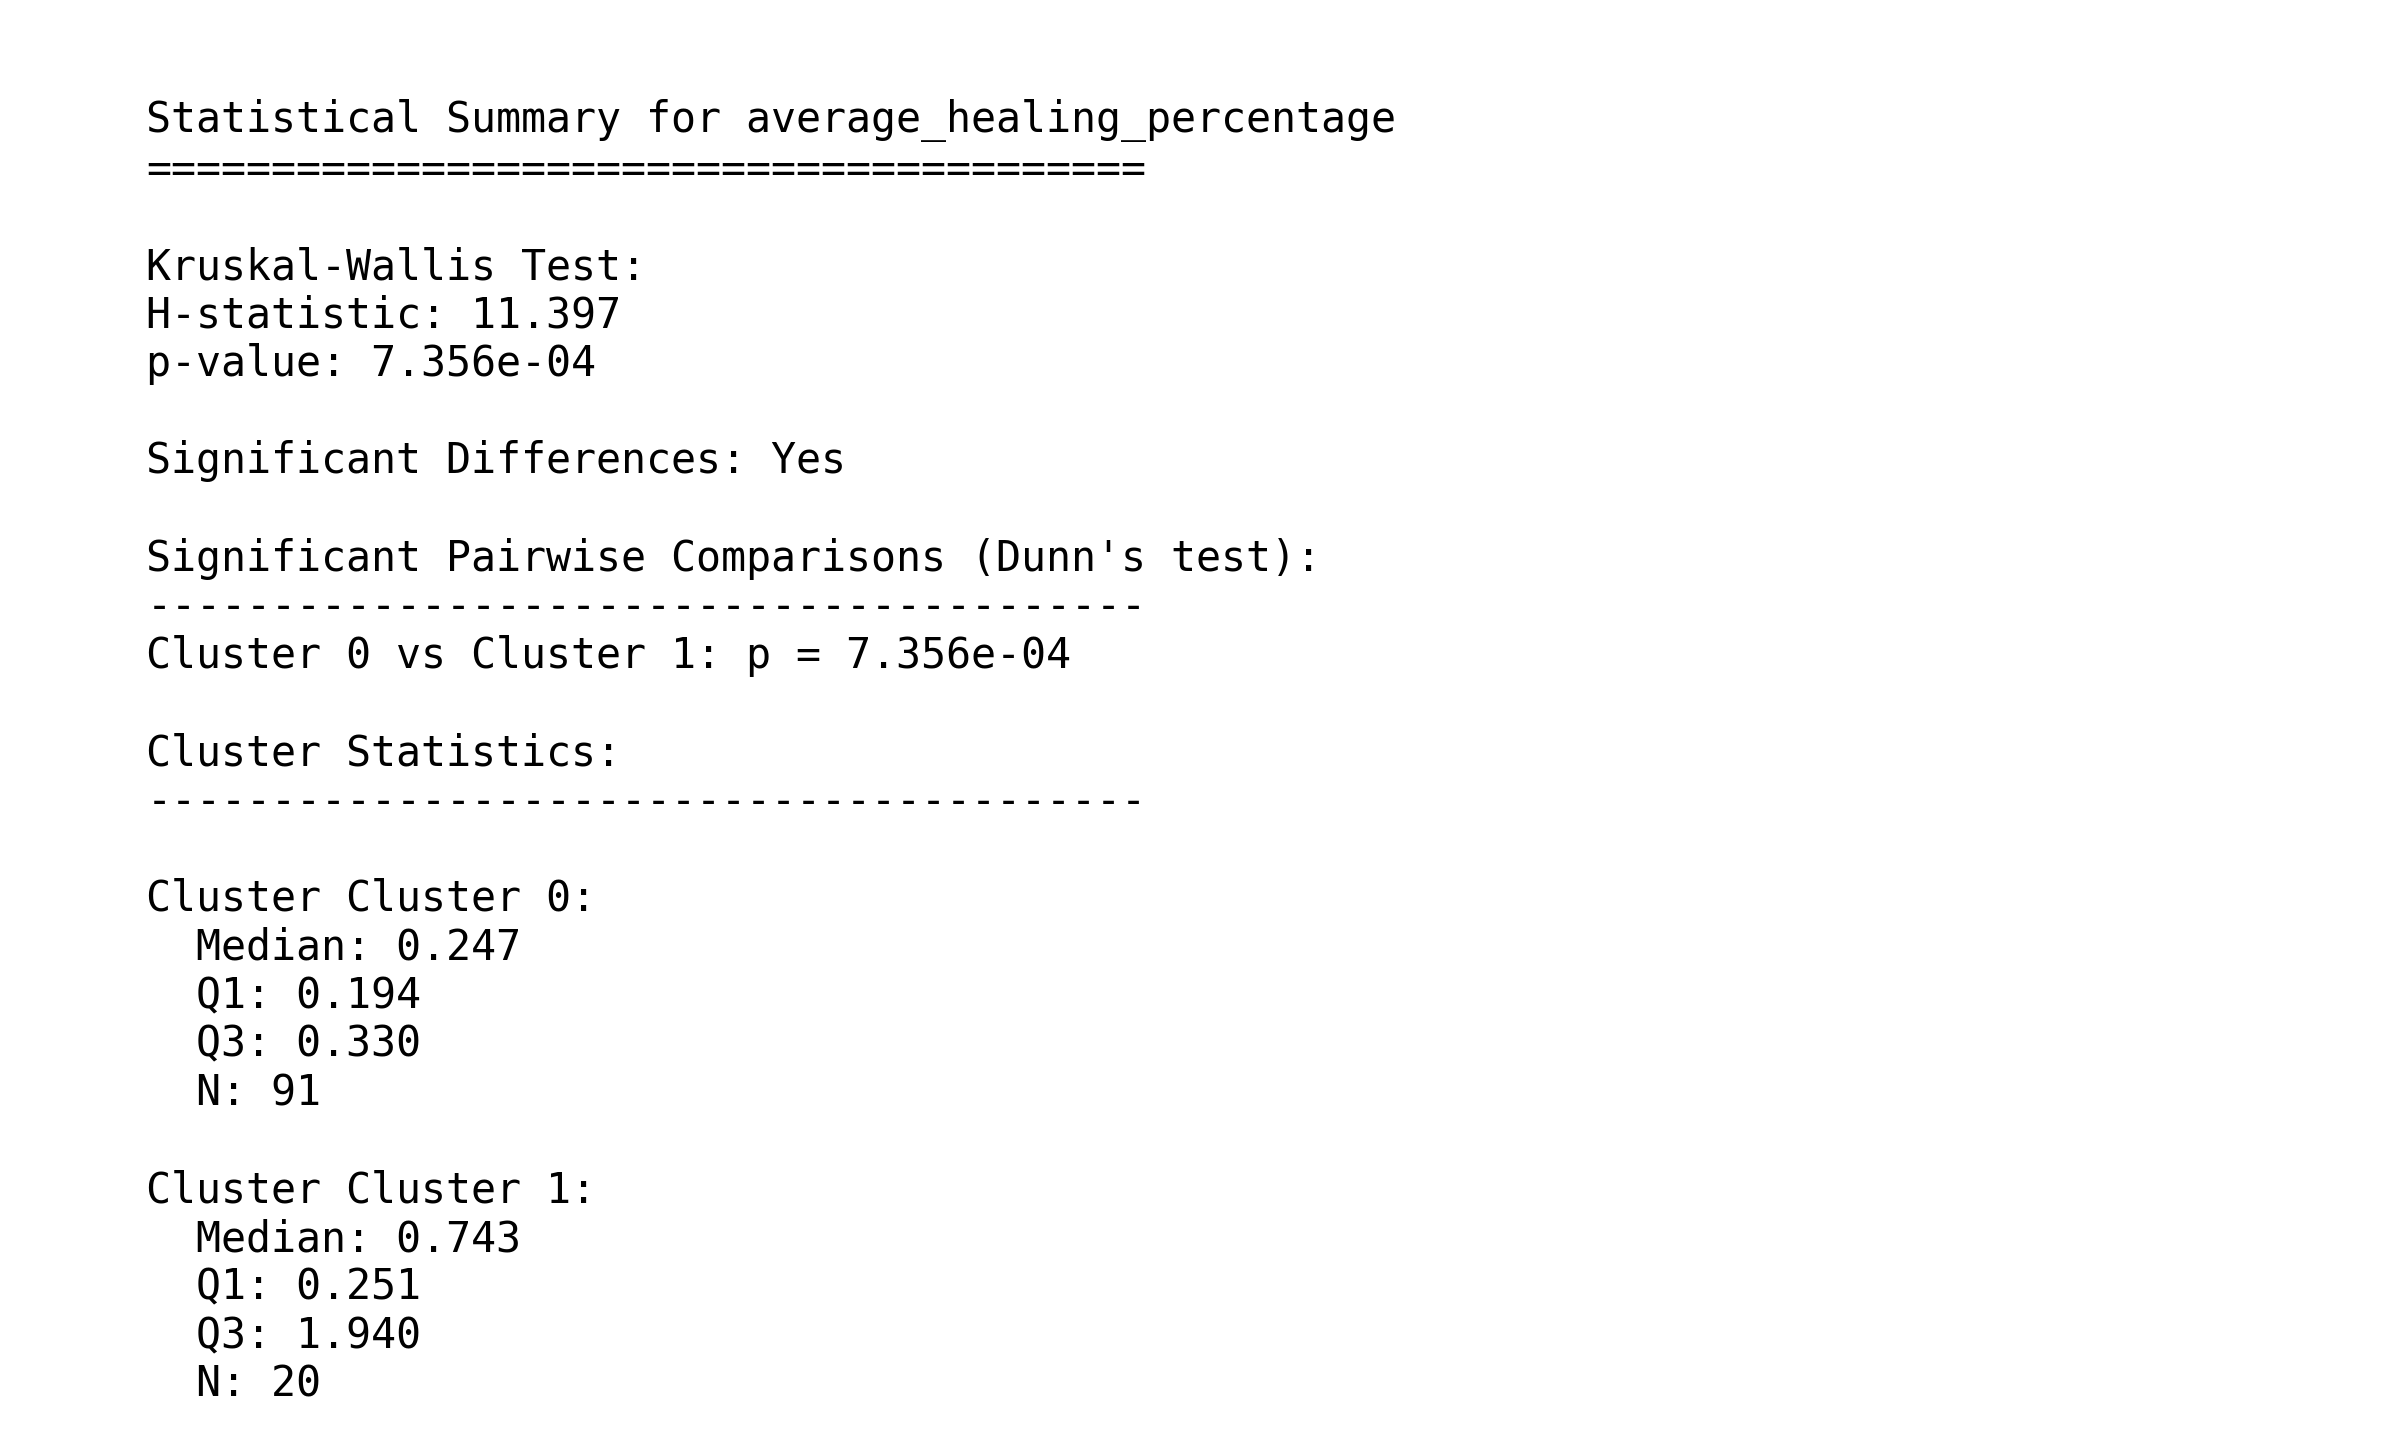 Statistical Summary for average_healing_percentage
========================================
Kruskal-Wallis Test:
H-statistic: 11.397
p-value: 7.356e-04
Significant Differences: Yes
Significant Pairwise Comparisons (Dunn's test):
----------------------------------------
Cluster 0 vs Cluster 1: p = 7.356e-04
Cluster Statistics:
----------------------------------------
Cluster Cluster 0:
Median: 0.247
Q1: 0.194
Q3: 0.330
N: 91
Cluster Cluster 1:
Median: 0.743
Q1: 0.251
Q3: 1.940
N: 20